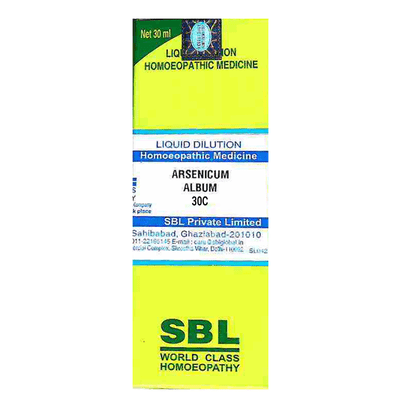 Net 30 ml
HOMOEOPATHIC MEDICINE
LIQUID DILUTION
Homoeopathic Medicine
ARSENICUM
ALBUM
30C
SBL Private Limited
Sahibabad, Ghaziabad-201010
SBL
WORLD CLASS
HOMOEOPATHY